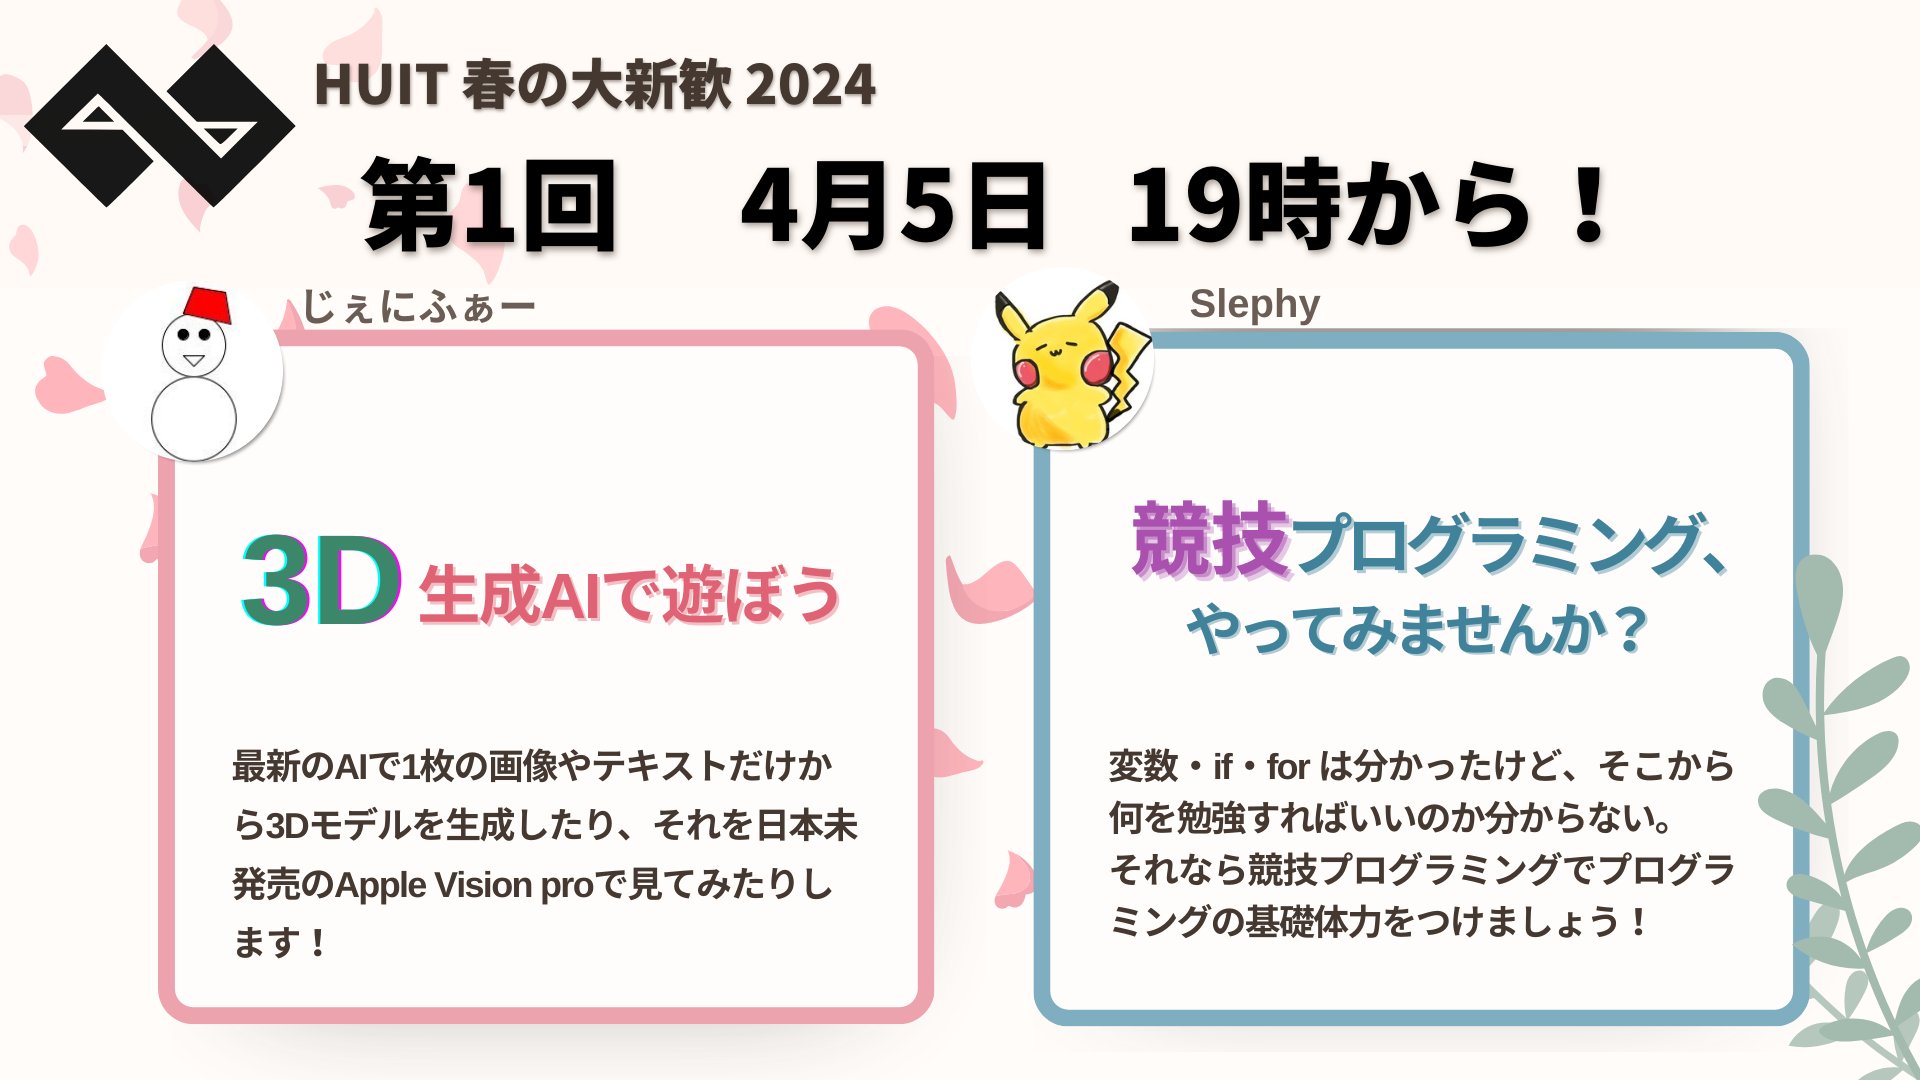 HUIT 春の大新歓 2024
第1回 4月5日 19時から！
じぇにふぁー
3D 生成AIで遊ぼう
最新のAIで1枚の画像やテキストだけか
ら3Dモデルを生成したり、それを日本未
発売のApple Vision proで見てみたりし
ます！
Slephy
競技プログラミング、
やってみませんか？
変数・if・for は分かったけど、そこから
何を勉強すればいいのか分からない。
それなら競技プログラミングでプログラ
ミングの基礎体力をつけましょう！